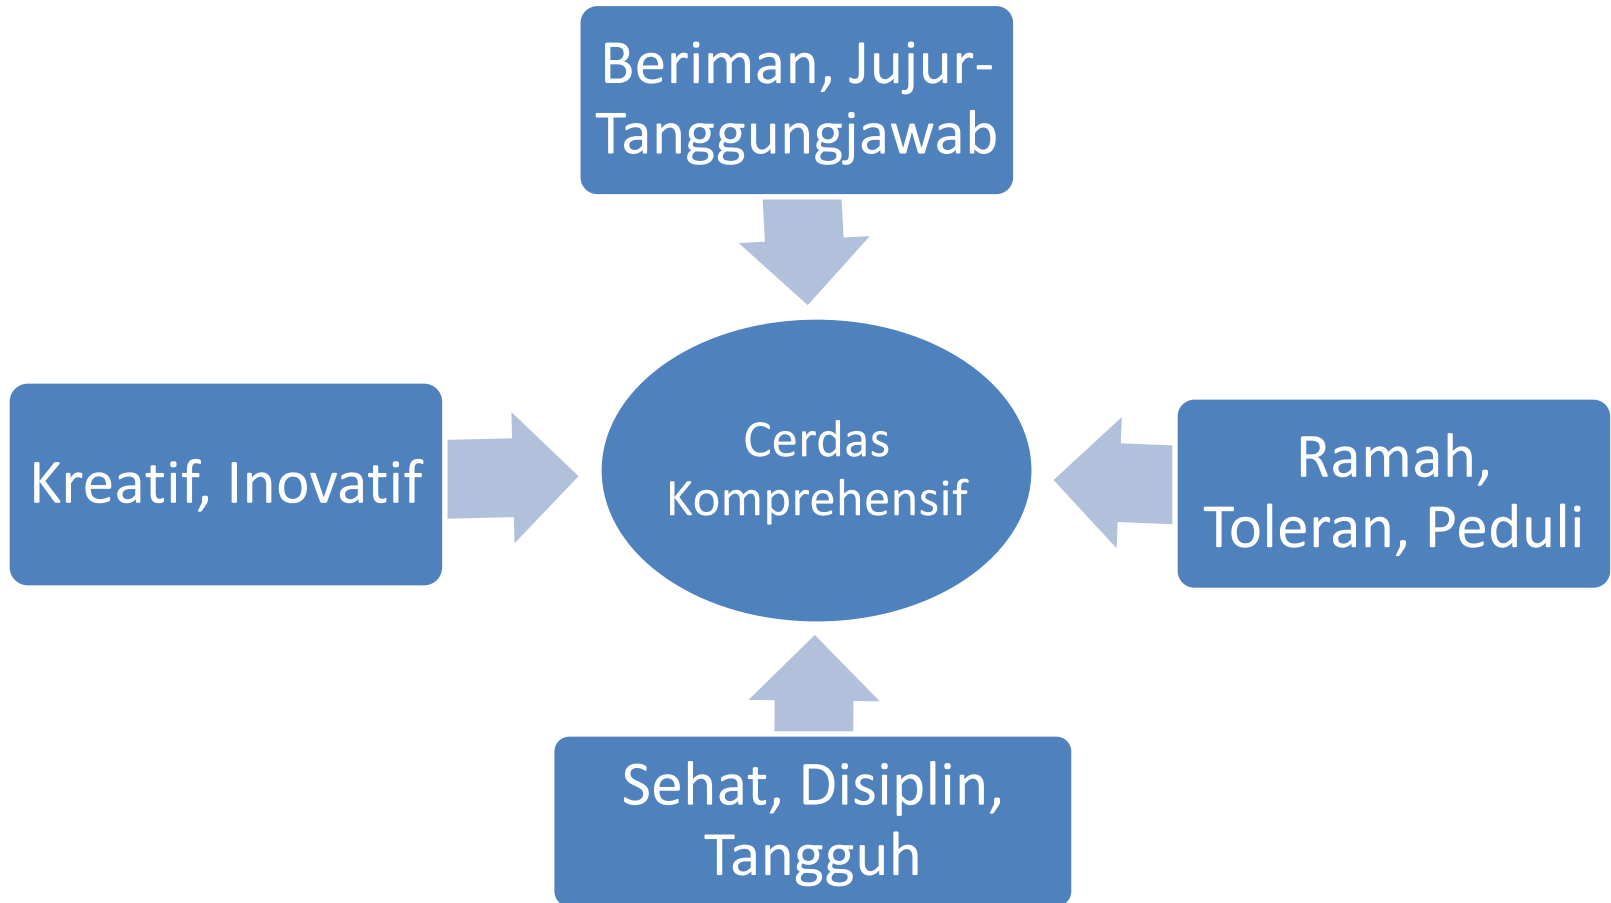 Beriman, Jujur-
Tanggungjawab
Kreatif, Inovatif
Cerdas
Komprehensif
Ramah,
Toleran, Peduli
Sehat, Disiplin,
Tangguh